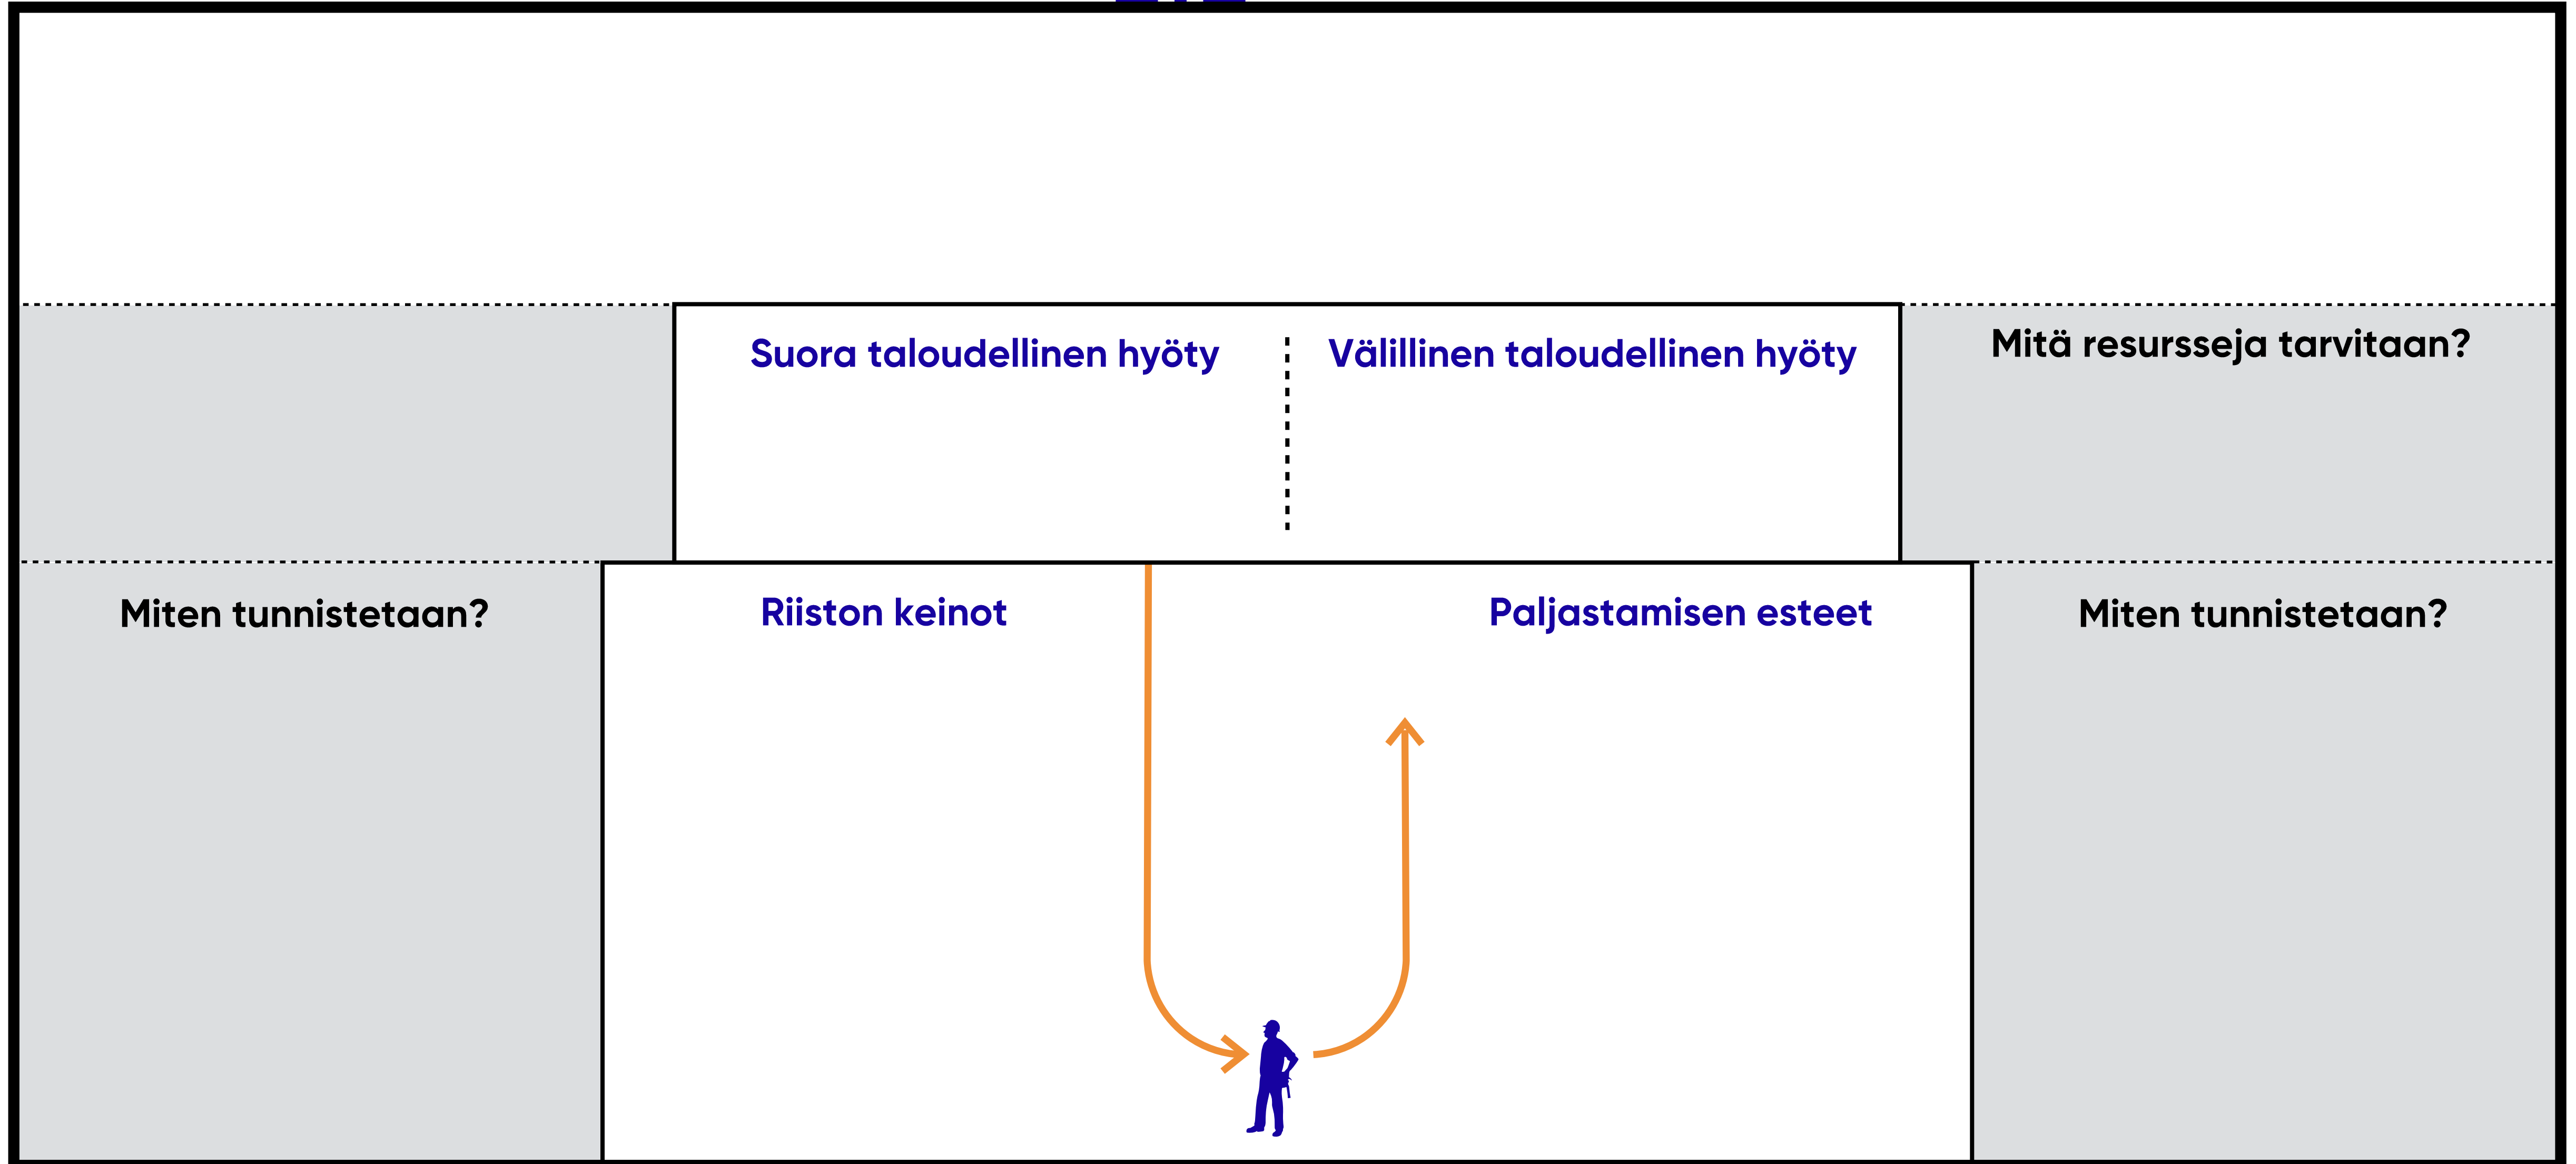 Suora taloudellinen hyöty
Välillinen taloudellinen hyöty
Mitä resursseja tarvitaan?
Miten tunnistetaan?
Riiston keinot
Paljastamisen esteet
Miten tunnistetaan?